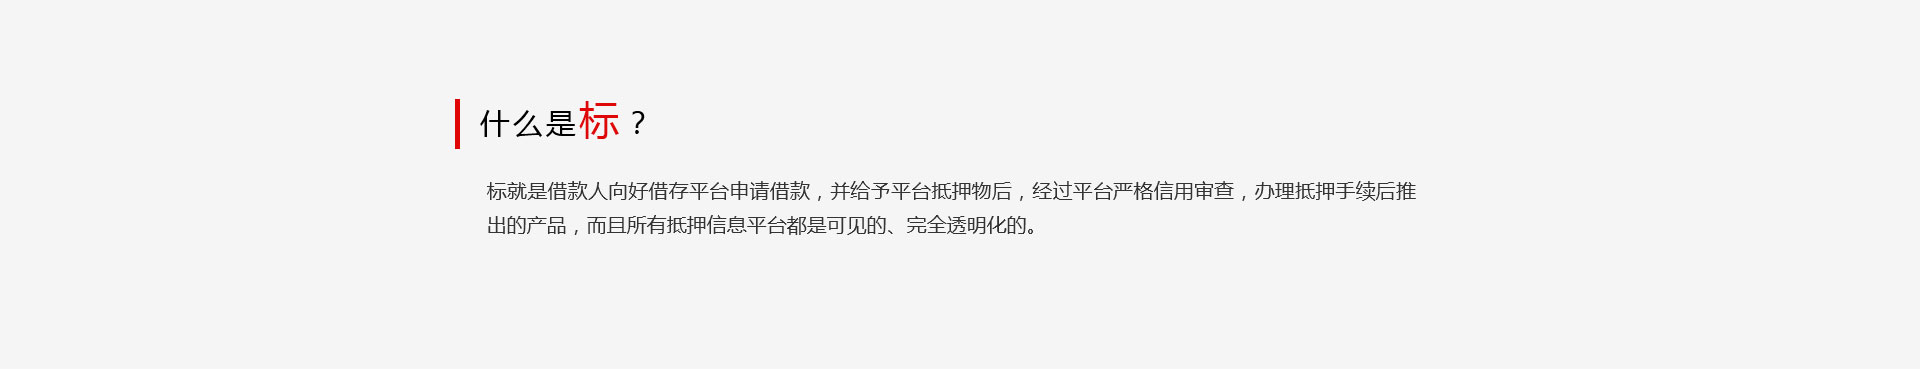 什么是标？
标就是借款人向好借存平台申请借款，并给予平台抵押物后，经过平台严格信用审查，办理抵押手续后推
出的产品，而且所有抵押信息平台都是可见的、完全透明化的。